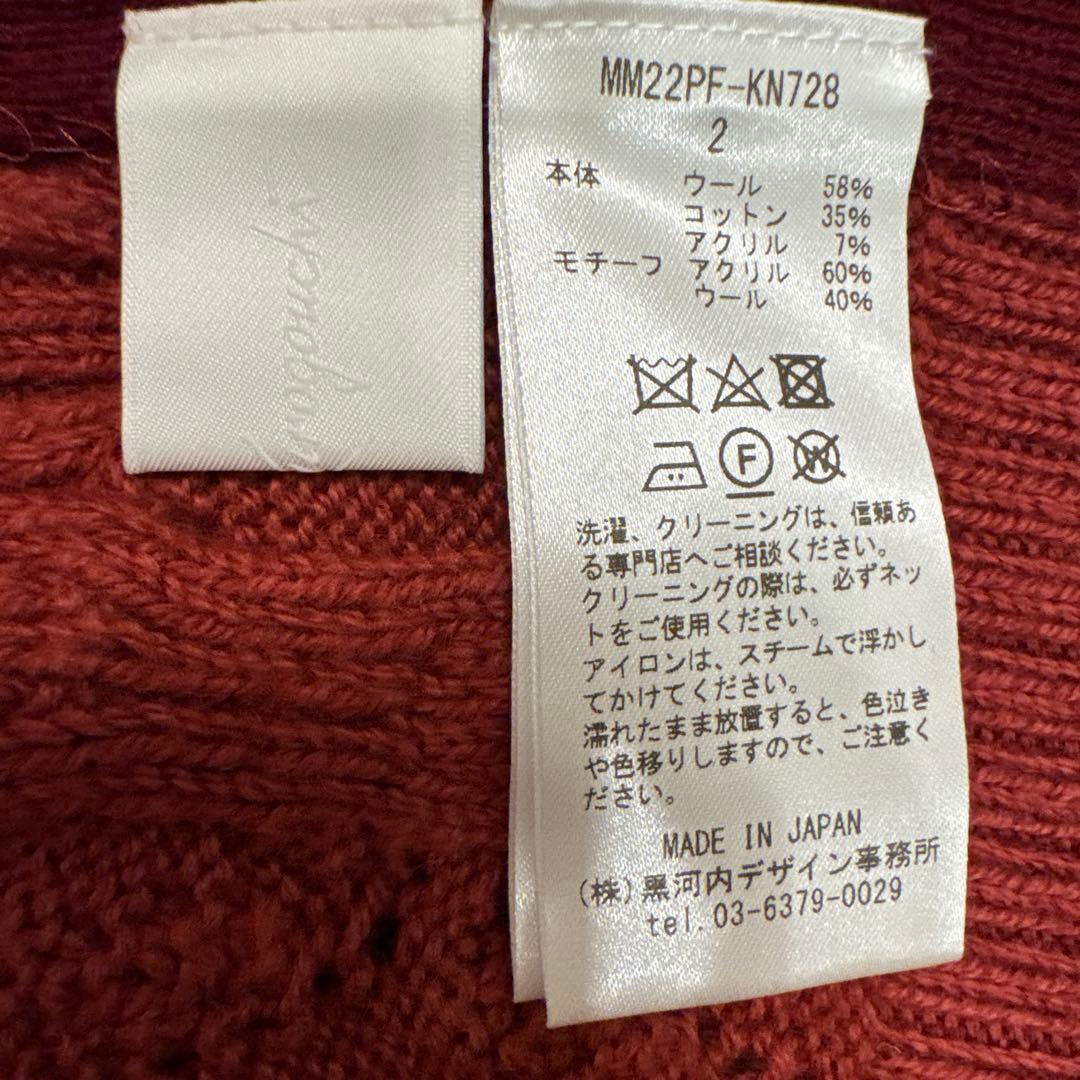 MM22PF-KN728
2
本体 ウール 58%
コットン 35%
アクリル 7%
モチーフ アクリル 60%
ウール 40%
F
W
洗濯、クリーニングは、信頼あ
る専門店へご相談ください。
クリーニングの際は、必ずネッ
トをご使用ください。
アイロンは、スチームで浮かし
てかけてください。
濡れたまま放置すると、色泣き
や色移りしますので、ご注意く
ださい。
MADE IN JAPAN
(株)黒河内デザイン事務所
tel.03-6379-0029